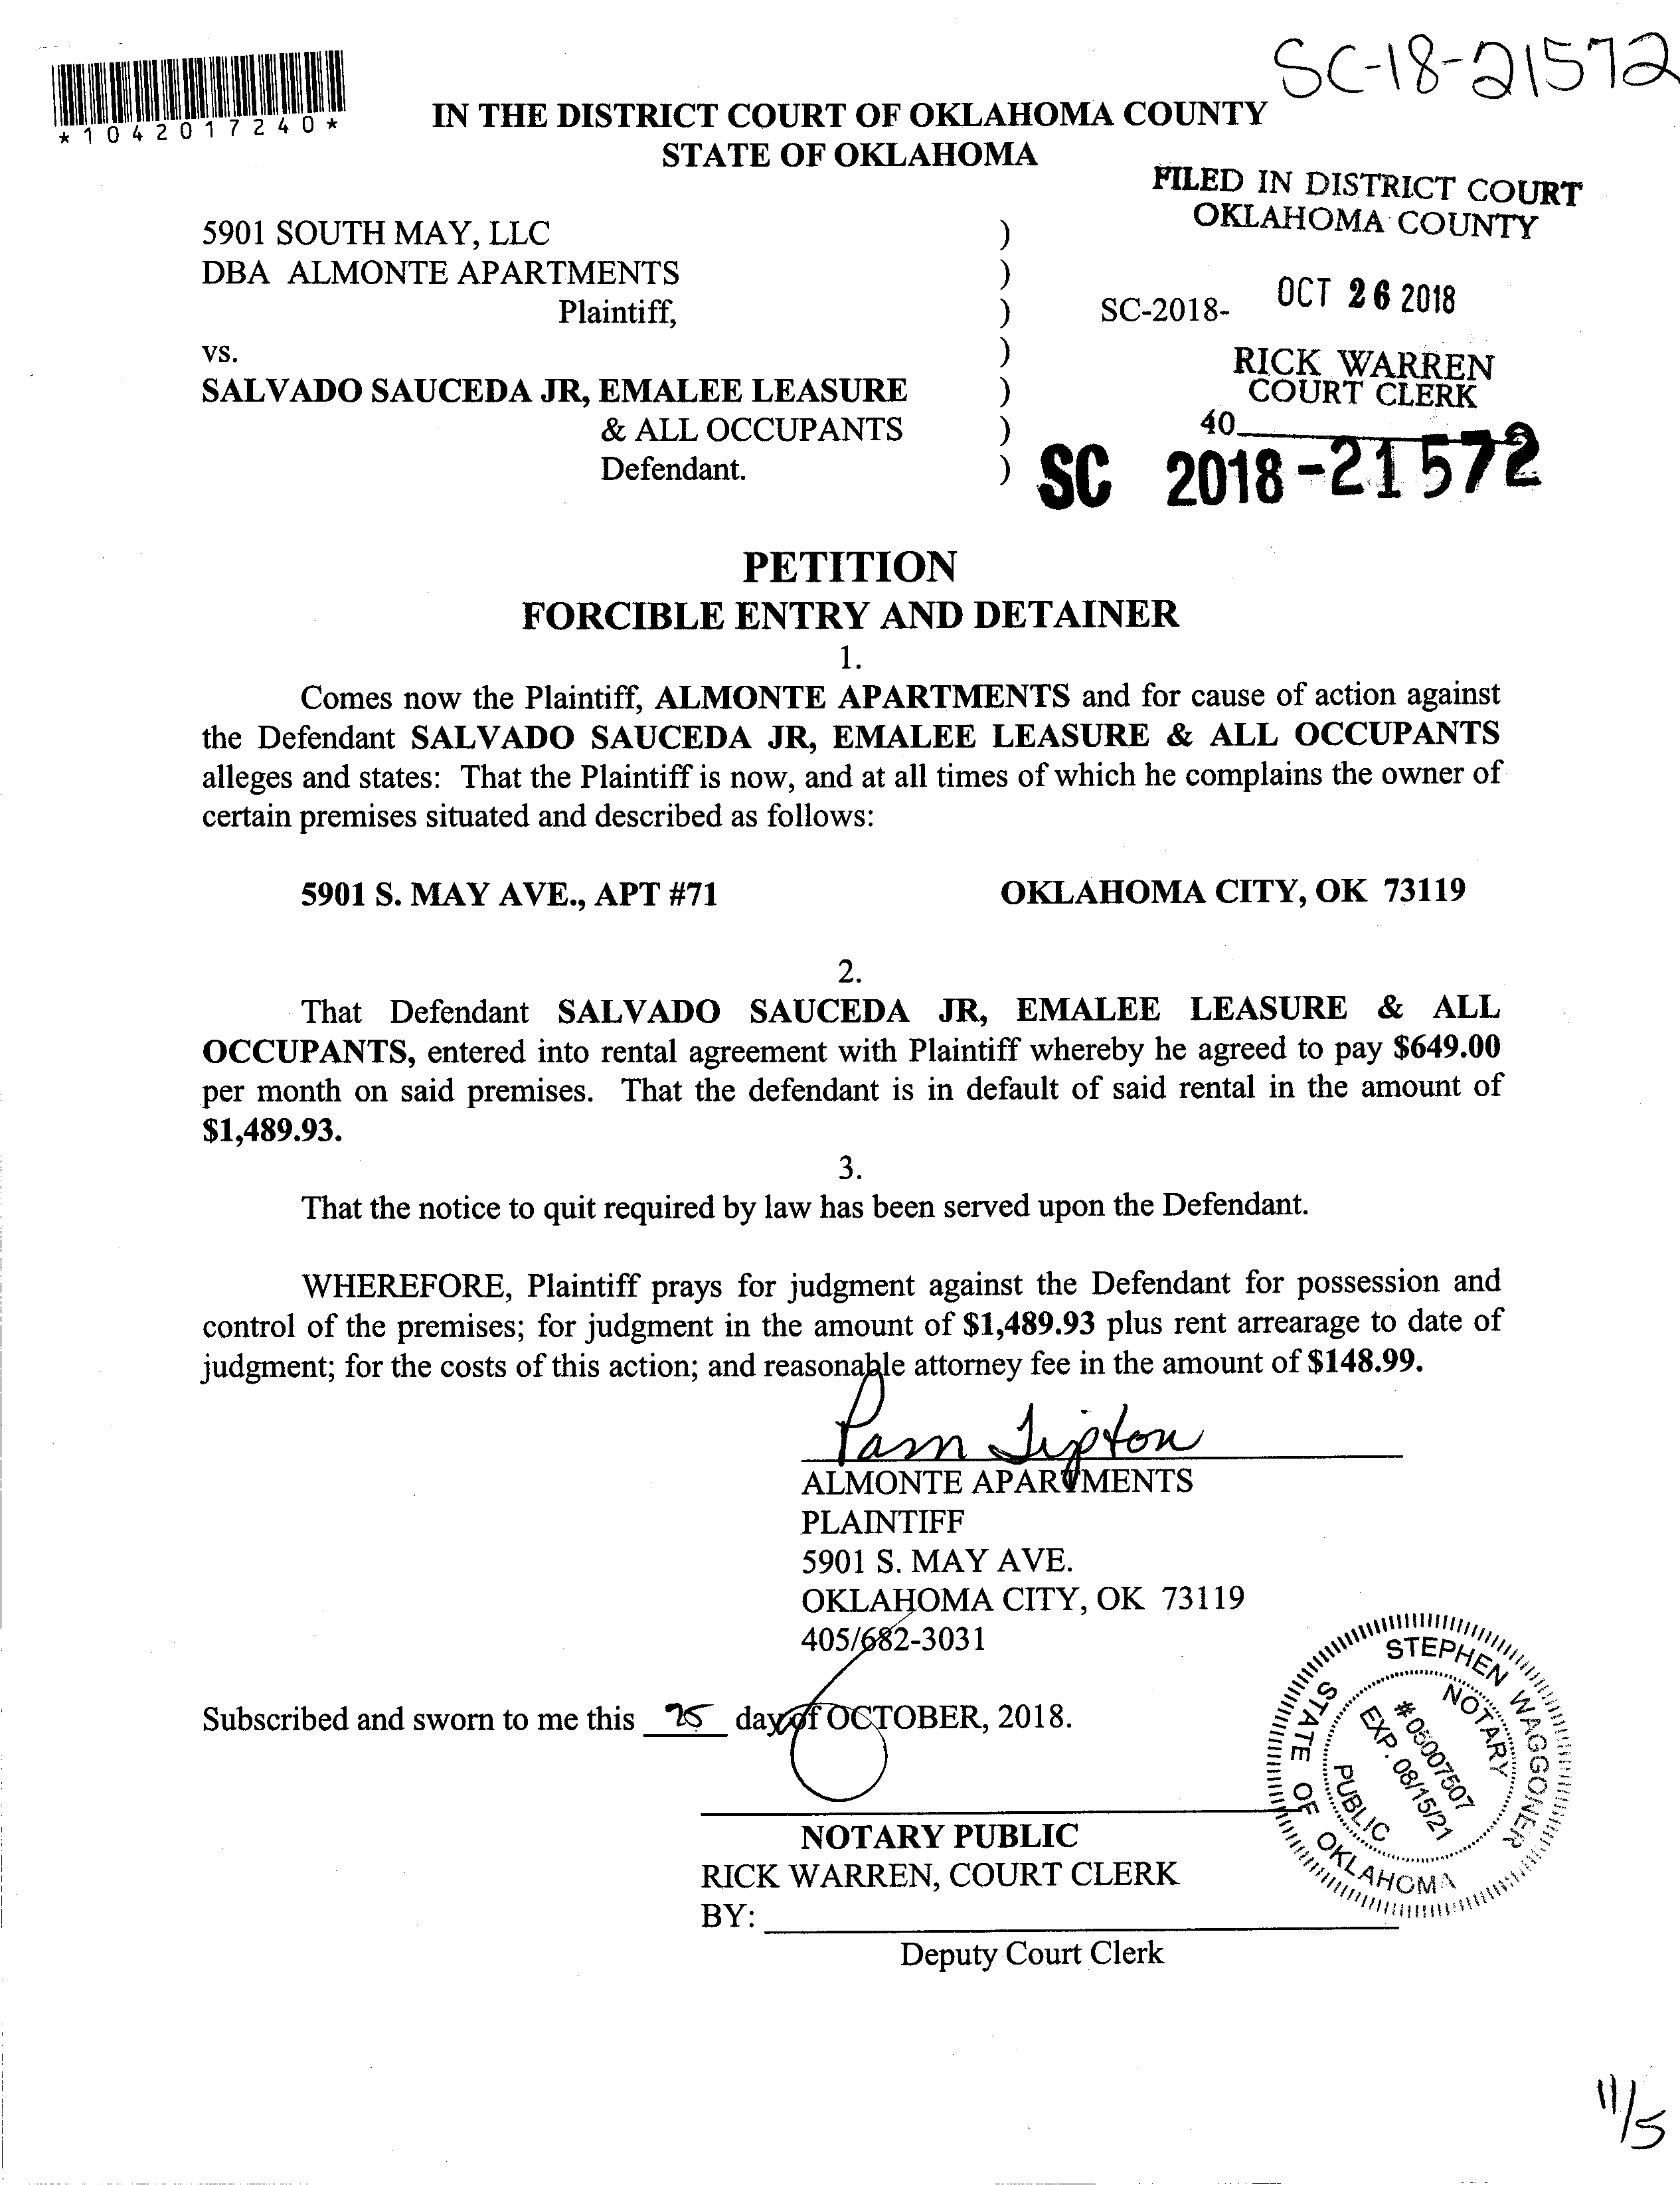 SC-18-21572
*1042017240*
IN THE DISTRICT COURT OF OKLAHOMA COUNTY
STATE OF OKLAHOMA
FILED IN DISTRICT COURT
OKLAHOMA COUNTY
5901 SOUTH MAY, LLC )
DBA ALMONTE APARTMENTS )
Plaintiff, ) SC-2018- OCT 26 2018
vs. )
RICK WARREN
COURT CLERK
SALVADO SAUCEDA JR, EMALEE LEASURE )
& ALL OCCUPANTS ) 40
Defendant. ) SC 2018-21572
PETITION
FORCIBLE ENTRY AND DETAINER
1.
Comes now the Plaintiff, ALMONTE APARTMENTS and for cause of action against
the Defendant SALVADO SAUCEDA JR, EMALEE LEASURE & ALL OCCUPANTS
alleges and states: That the Plaintiff is now, and at all times of which he complains the owner of
certain premises situated and described as follows:
5901 S. MAY AVE., APT #71 OKLAHOMA CITY, OK 73119
2.
That Defendant SALVADO SAUCEDA JR, EMALEE LEASURE & ALL
OCCUPANTS, entered into rental agreement with Plaintiff whereby he agreed to pay $649.00
per month on said premises. That the defendant is in default of said rental in the amount of
$1,489.93.
3.
That the notice to quit required by law has been served upon the Defendant.
WHEREFORE, Plaintiff prays for judgment against the Defendant for possession and
control of the premises; for judgment in the amount of $1,489.93 plus rent arrearage to date of
judgment; for the costs of this action; and reasonable attorney fee in the amount of $148.99.
Pam Tipton
ALMONTE APARTMENTS
PLAINTIFF
5901 S. MAY AVE.
OKLAHOMA CITY, OK 73119
405/682-3031
Subscribed and sworn to me this 25 day of OCTOBER, 2018.
STEPHEN WAGGONER
NOTARY PUBLIC
# 05007507
EXP. 08/15/21
STATE OF OKLAHOMA
NOTARY PUBLIC
RICK WARREN, COURT CLERK
BY:
Deputy Court Clerk
11/5